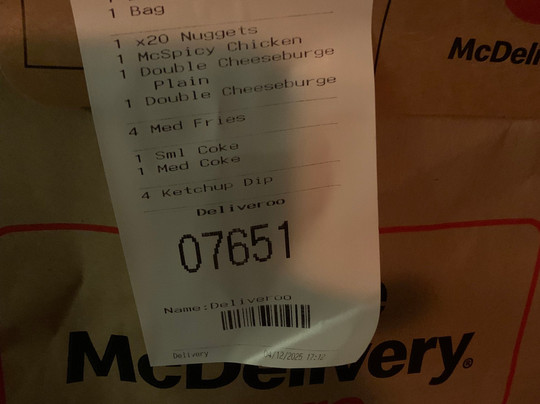 1 Bag
1 x20 Nuggets
1 McSpicy Chicken
1 Double Cheeseburge
Plain
1 Double Cheeseburge
4 Med Fries
1 Sml Coke
1 Med Coke
4 Ketchup Dip
Deliveroo
07651
Name:Deliveroo
Delivery
McDelivery®